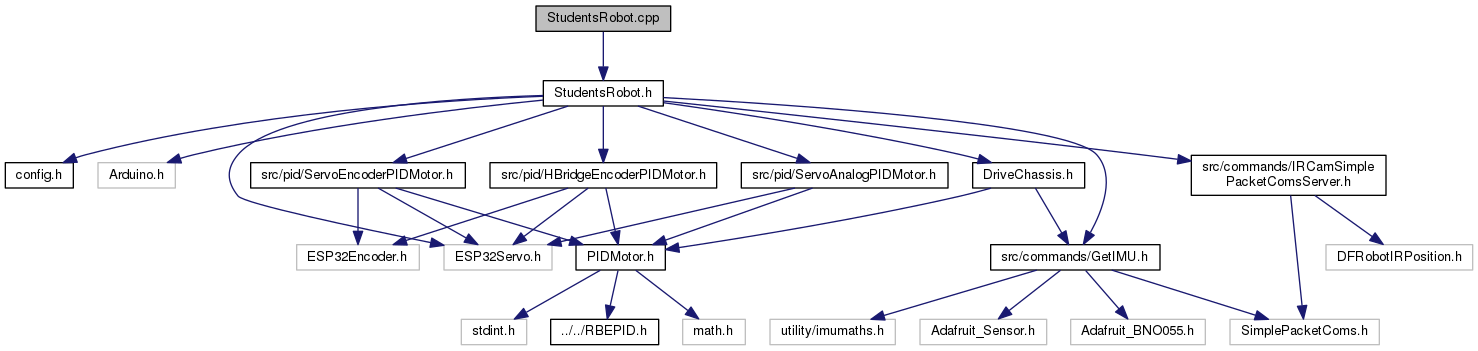 StudentsRobot.cpp
StudentsRobot.h
config.h
Arduino.h
src/pid/ServoEncoderPIDMotor.h
src/pid/HBridgeEncoderPIDMotor.h
src/pid/ServoAnalogPIDMotor.h
DriveChassis.h
src/commands/IRCamSimple
PacketComsServer.h
ESP32Encoder.h
ESP32Servo.h
PIDMotor.h
src/commands/GetIMU.h
DFRobotIRPosition.h
stdint.h
../../RBEPID.h
math.h
utility/imumaths.h
Adafruit_Sensor.h
Adafruit_BNO055.h
SimplePacketComs.h